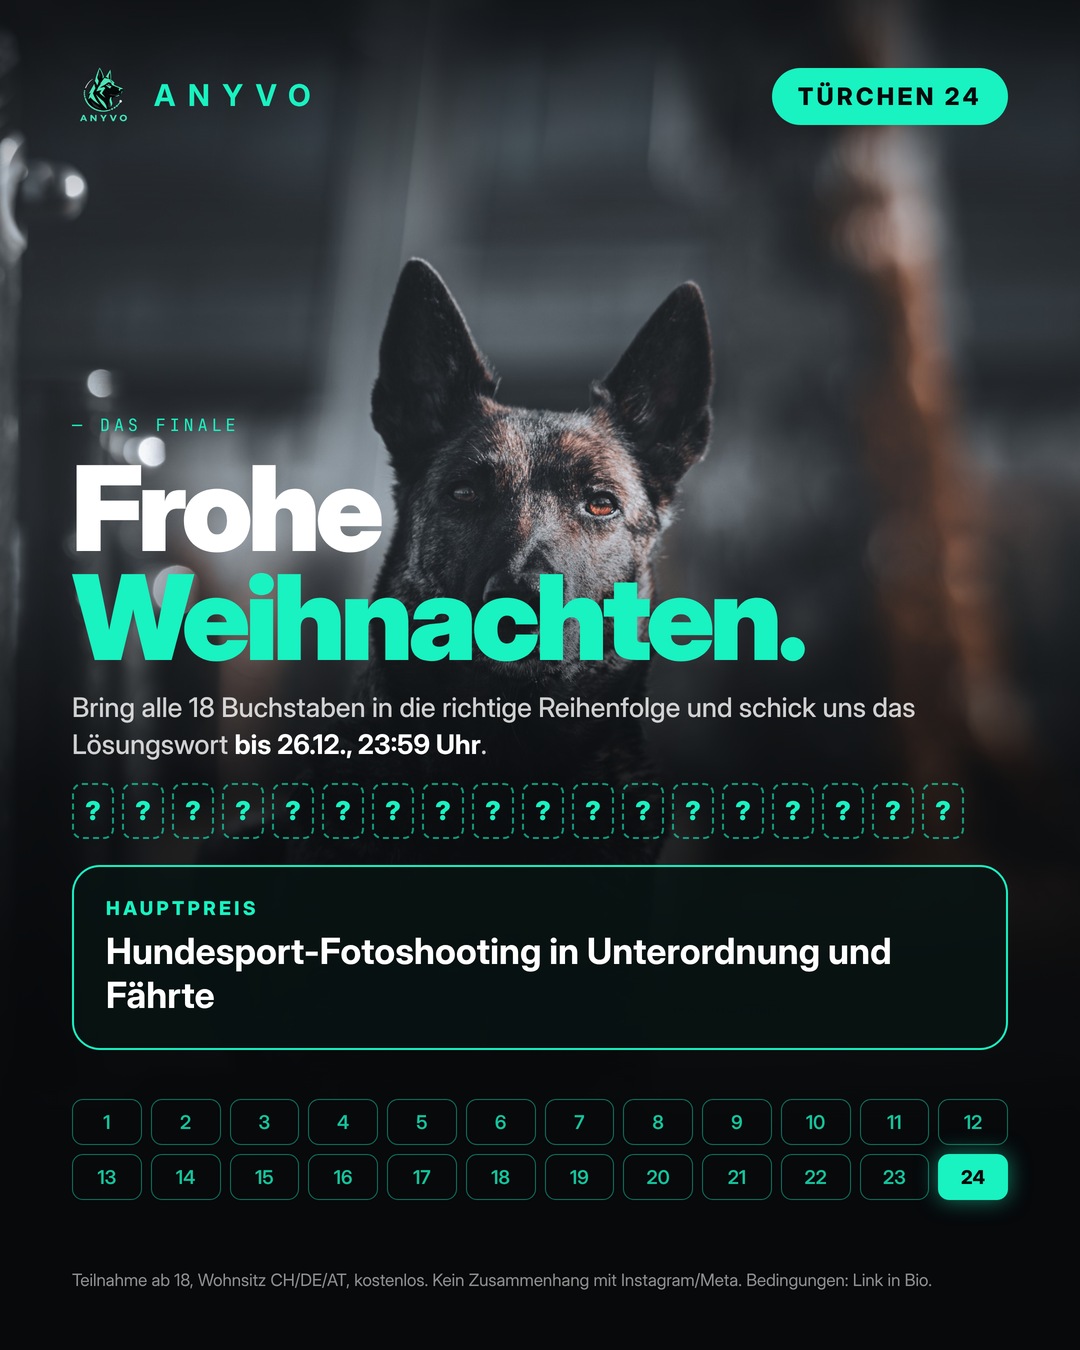 ANYVO
ANYVO
TÜRCHEN 24
— DAS FINALE
Frohe
Weihnachten.
Bring alle 18 Buchstaben in die richtige Reihenfolge und schick uns das
Lösungswort bis 26.12., 23:59 Uhr.
? ? ? ? ? ? ? ? ? ? ? ? ? ? ? ? ? ?
HAUPTPREIS
Hundesport-Fotoshooting in Unterordnung und
Fährte
1 2 3 4 5 6 7 8 9 10 11 12
13 14 15 16 17 18 19 20 21 22 23 24
Teilnahme ab 18, Wohnsitz CH/DE/AT, kostenlos. Kein Zusammenhang mit Instagram/Meta. Bedingungen: Link in Bio.